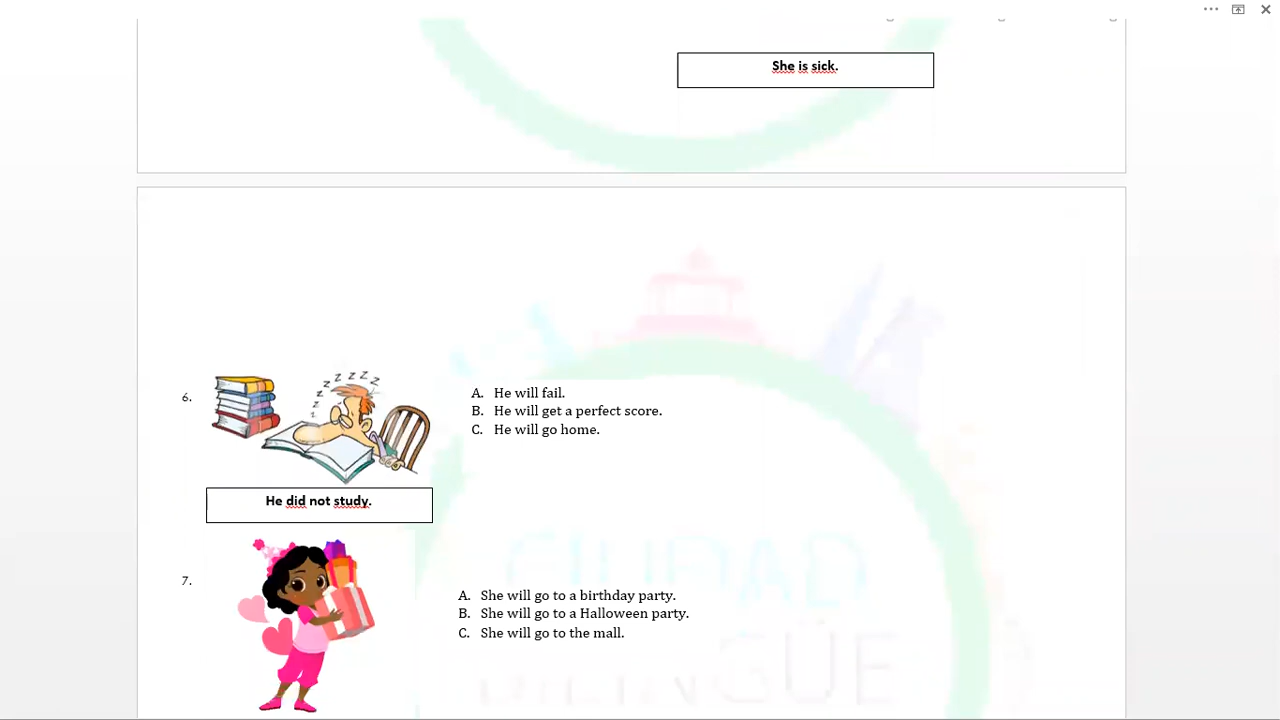 She is sick.
6.
z z z z z z z z
A. He will fail.
B. He will get a perfect score.
C. He will go home.
He did not study.
7.
A. She will go to a birthday party.
B. She will go to a Halloween party.
C. She will go to the mall.
CIUDAD
BILINGÜE